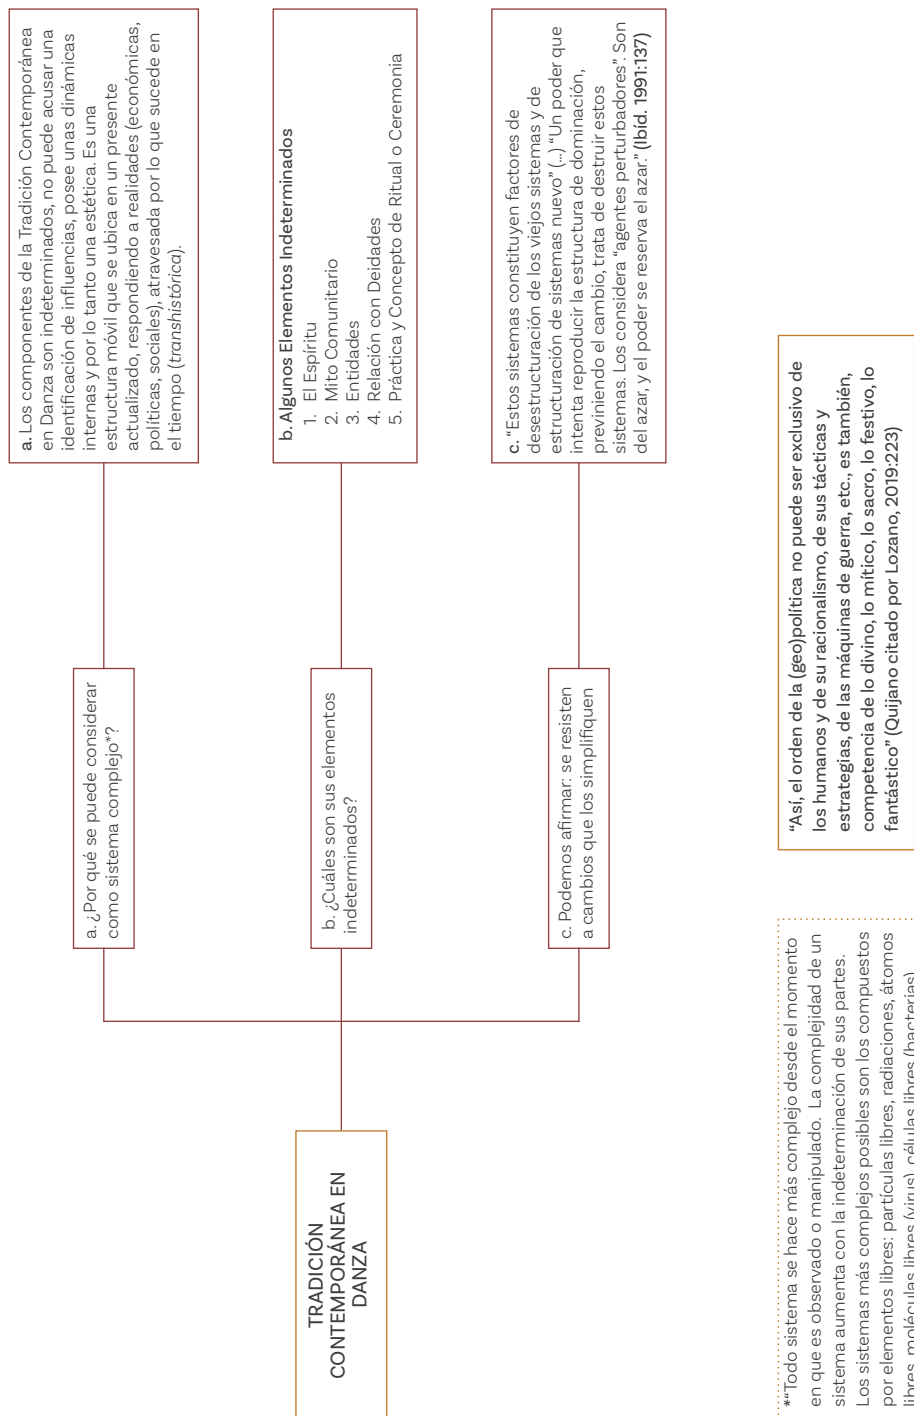 TRADICIÓN
CONTEMPORÁNEA EN
DANZA
a. ¿Por qué se puede considerar
como sistema complejo*?
a. Los componentes de la Tradición Contemporánea
en Danza son indeterminados, no puede acusar una
identificación de influencias, posee unas dinámicas
internas y por lo tanto una estética. Es una
estructura móvil que se ubica en un presente
actualizado, respondiendo a realidades (económicas,
políticas, sociales), atravesada por lo que sucede en
el tiempo (transhistórica).
b. ¿Cuáles son sus elementos
indeterminados?
b. Algunos Elementos Indeterminados
1. El Espíritu
2. Mito Comunitario
3. Entidades
4. Relación con Deidades
5. Práctica y Concepto de Ritual o Ceremonia
c. Podemos afirmar: se resisten
a cambios que los simplifiquen
c. “Estos sistemas constituyen factores de
desestructuración de los viejos sistemas y de
estructuración de sistemas nuevo” (...) “Un poder que
intenta reproducir la estructura de dominación,
previniendo el cambio, trata de destruir estos
sistemas. Los considera “agentes perturbadores”. Son
del azar, y el poder se reserva el azar.” (Ibíd. 1991:137)
*“Todo sistema se hace más complejo desde el momento
en que es observado o manipulado. La complejidad de un
sistema aumenta con la indeterminación de sus partes.
Los sistemas más complejos posibles son los compuestos
por elementos libres: partículas libres, radiaciones, átomos
libres, moléculas libres (virus), células libres (bacterias)
“Así, el orden de la (geo)política no puede ser exclusivo de
los humanos y de su racionalismo, de sus tácticas y
estrategias, de las máquinas de guerra, etc., es también,
competencia de lo divino, lo mítico, lo sacro, lo festivo, lo
fantástico” (Quijano citado por Lozano, 2019:223)